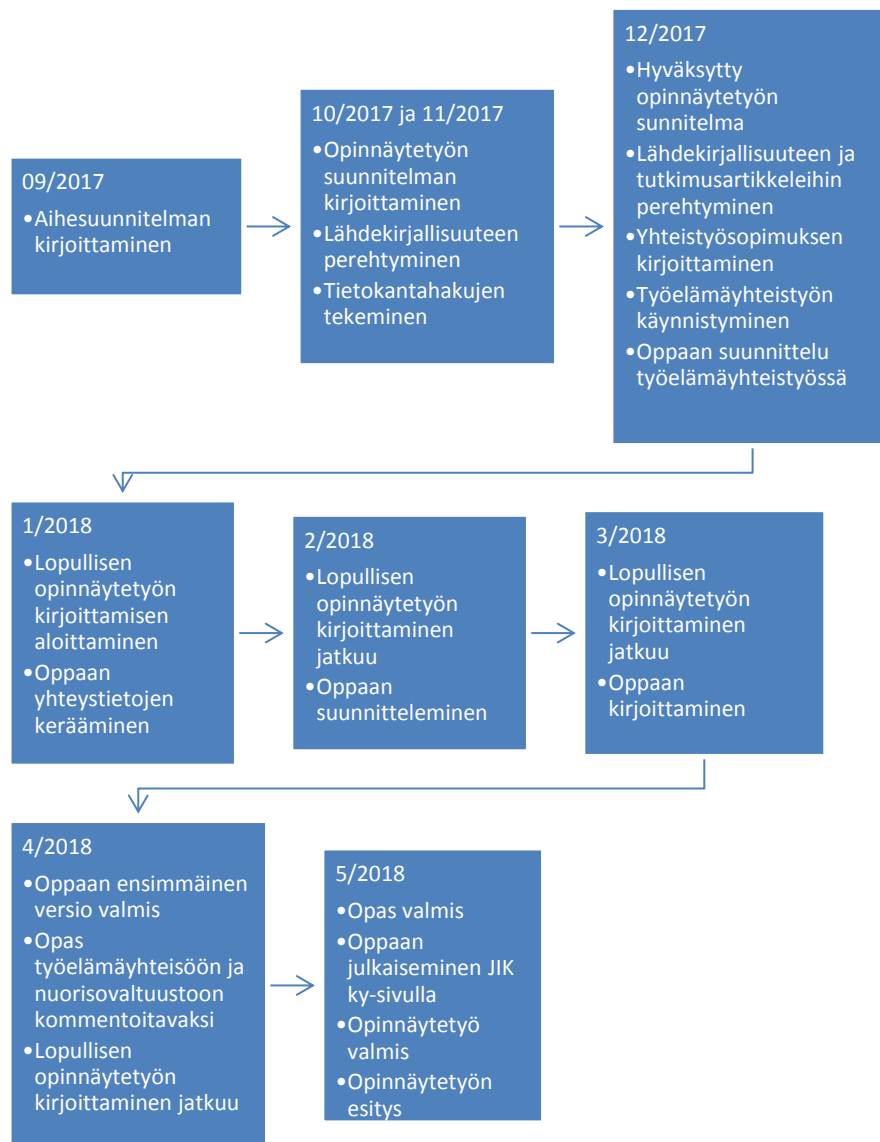 09/2017
•Aihesuunnitelman
kirjoittaminen
10/2017 ja 11/2017
•Opinnäytetyön
suunnitelman
kirjoittaminen
•Lähdekirjallisuuteen
perehtyminen
•Tietokantahakujen
tekeminen
12/2017
•Hyväksytty
opinnäytetyön
sunnitelma
•Lähdekirjallisuuteen ja
tutkimusartikkeleihin
perehtyminen
•Yhteistyösopimuksen
kirjoittaminen
•Työelämäyhteistyön
käynnistyminen
•Oppaan suunnittelu
työelämäyhteistyössä
1/2018
•Lopullisen
opinnäytetyön
kirjoittamisen
aloittaminen
•Oppaan
yhteystietojen
kerääminen
2/2018
•Lopullisen
opinnäytetyön
kirjoittaminen
jatkuu
•Oppaan
suunnitteleminen
3/2018
•Lopullisen
opinnäytetyön
kirjoittaminen
jatkuu
•Oppaan
kirjoittaminen
4/2018
•Oppaan ensimmäinen
versio valmis
•Opas
työelämäyhteisöön ja
nuorisovaltuustoon
kommentoitavaksi
•Lopullisen
opinnäytetyön
kirjoittaminen jatkuu
5/2018
•Opas valmis
•Oppaan
julkaiseminen JIK
ky-sivulla
•Opinnäytetyö
valmis
•Opinnäytetyön
esitys